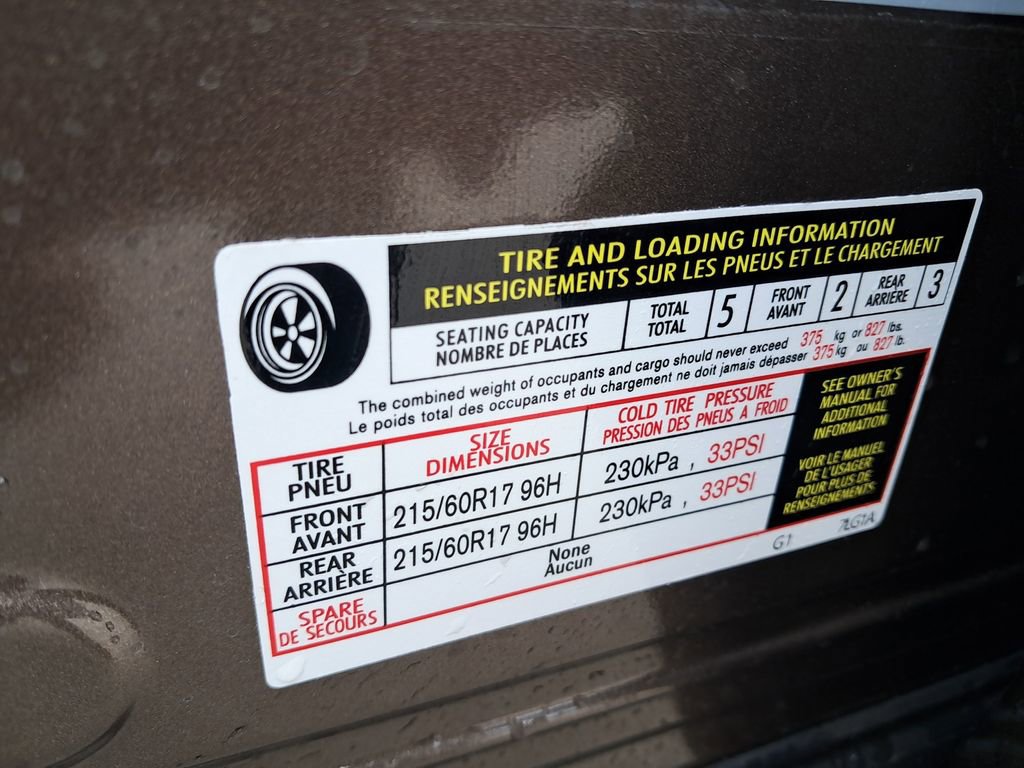 TIRE AND LOADING INFORMATION
RENSEIGNEMENTS SUR LES PNEUS ET LE CHARGEMENT
SEATING CAPACITY
NOMBRE DE PLACES
TOTAL
TOTAL
5
FRONT
AVANT
2
REAR
ARRIÈRE
3
The combined weight of occupants and cargo should never exceed 375 kg or 827 lbs.
Le poids total des occupants et du chargement ne doit jamais dépasser 375 kg ou 827 lb.
TIRE
PNEU
SIZE
DIMENSIONS
COLD TIRE PRESSURE
PRESSION DES PNEUS A FROID
FRONT
AVANT
215/60R17 96H
230kPa , 33PSI
REAR
ARRIÈRE
215/60R17 96H
230kPa , 33PSI
SPARE
DE SECOURS
None
Aucun
SEE OWNER'S
MANUAL FOR
ADDITIONAL
INFORMATION
VOIR LE MANUEL
DE L'USAGER
POUR PLUS DE
RENSEIGNEMENTS
G1
7LG1A